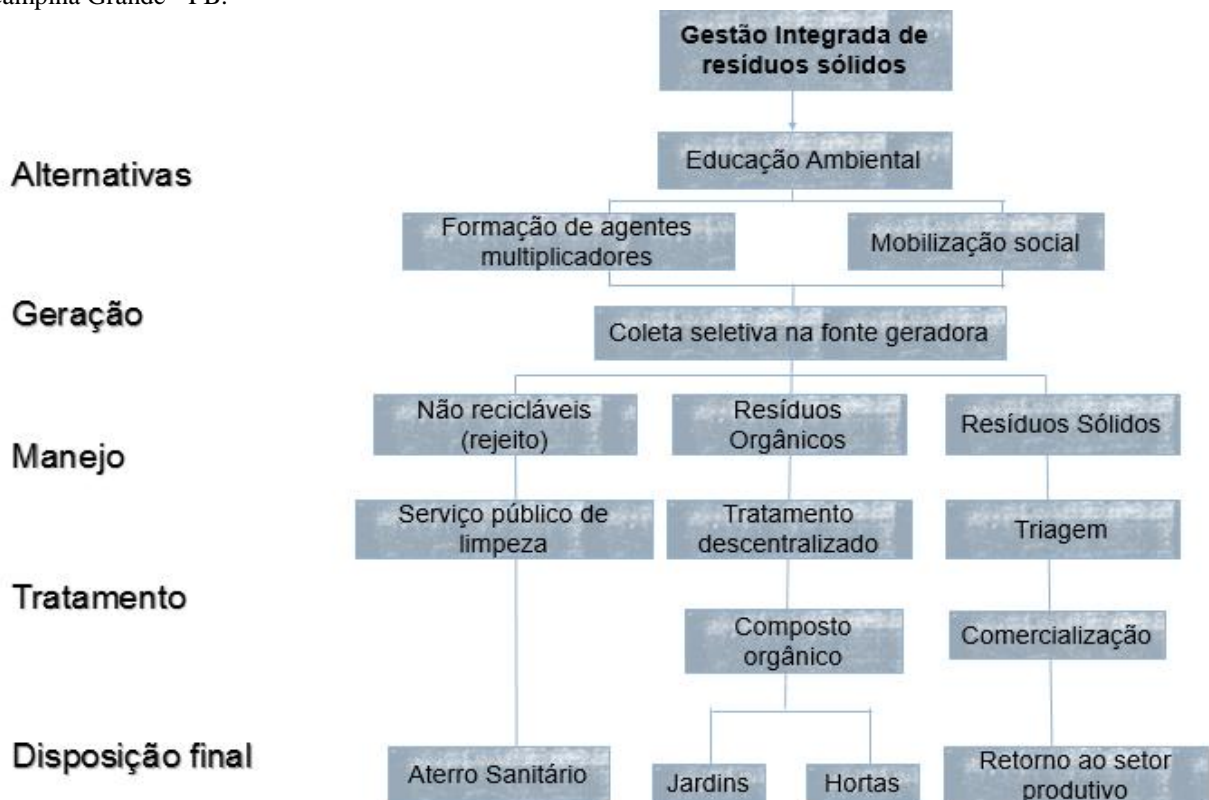 Campina Grande - PB.
Gestão Integrada de
resíduos sólidos
Alternativas
Educação Ambiental
Formação de agentes
multiplicadores
Mobilização social
Geração
Coleta seletiva na fonte geradora
Manejo
Não recicláveis
(rejeito)
Resíduos
Orgânicos
Resíduos Sólidos
Serviço público de
limpeza
Tratamento
descentralizado
Triagem
Tratamento
Composto
orgânico
Comercialização
Disposição final
Aterro Sanitário
Jardins
Hortas
Retorno ao setor
produtivo